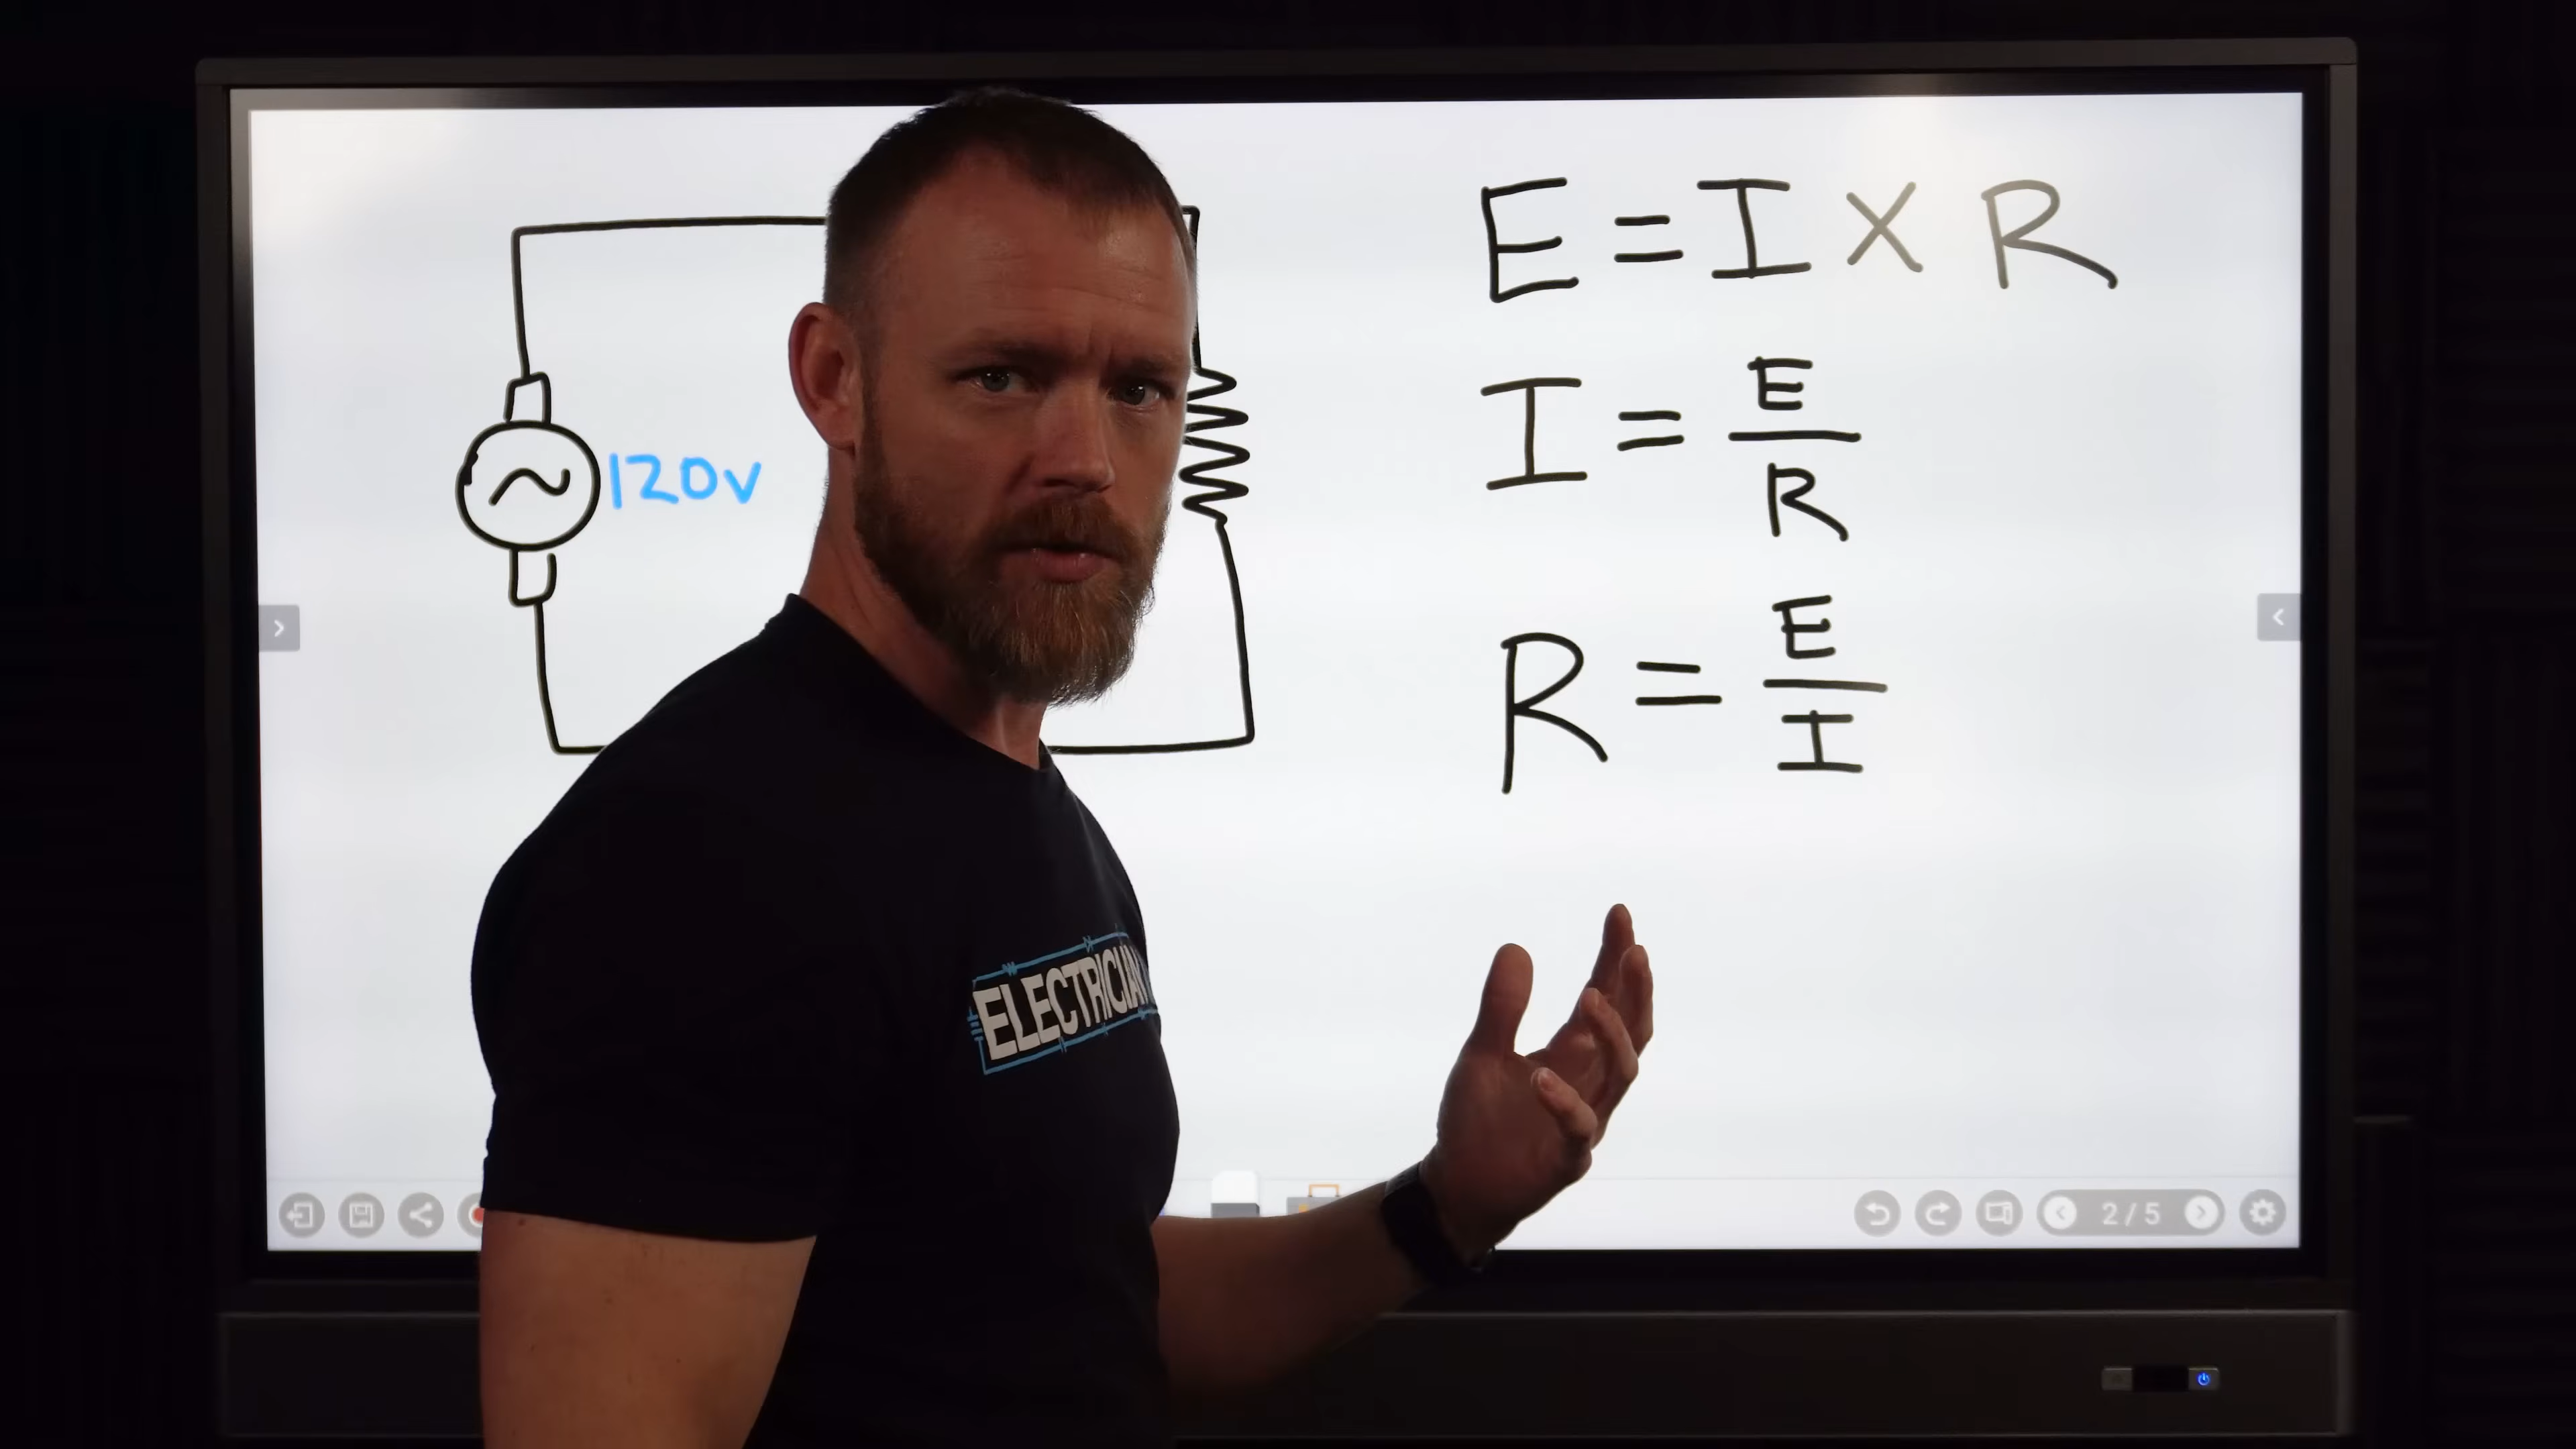 120v
E = I X R
I = E
R
R = E
I
ELECTRICIAN
2/5